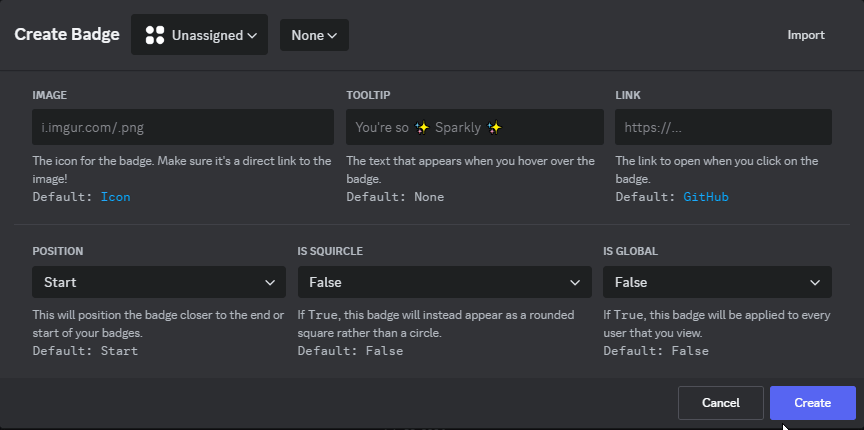 Create Badge Unassigned None Import
IMAGE TOOLTIP LINK
i.imgur.com/.png You're so ✨ Sparkly ✨ https://...
The icon for the badge. Make sure it's a direct link to the The text that appears when you hover over the The link to open when you click on the
image! badge. badge.
Default: Icon Default: None Default: GitHub
POSITION IS SQUIRCLE IS GLOBAL
Start False False
This will position the badge closer to the end or If True, this badge will instead appear as a rounded If True, this badge will be applied to every
start of your badges. square rather than a circle. user that you view.
Default: Start Default: False Default: False
Cancel Create